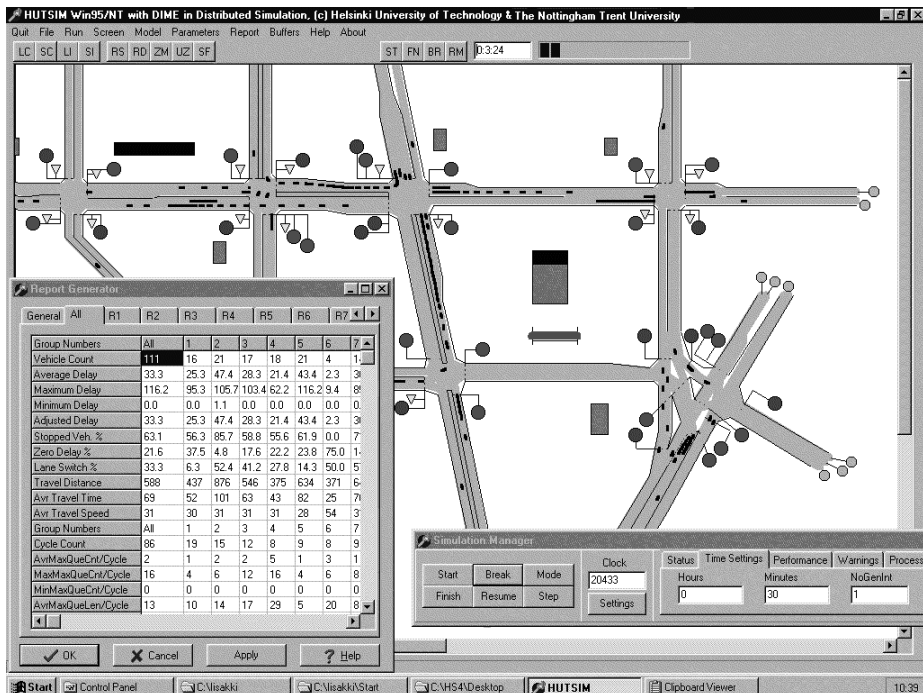 HUTSIM Win95/NT with DIME in Distributed Simulation, (c) Helsinki University of Technology & The Nottingham Trent University
Quit File Run Screen Model Parameters Report Buffers Help About
LC SC LI SI RS RD ZM UZ SF ST FN BR RM 0:3:24
Report Generator
General All R1 R2 R3 R4 R5 R6 R7
Group Numbers All 1 2 3 4 5 6 7
Vehicle Count 111 16 21 17 18 21 4
Average Delay 33.3 25.3 47.4 28.3 21.4 43.4 2.3
Maximum Delay 116.2 95.3 105.7 103.4 62.2 116.2 9.4
Minimum Delay 0.0 0.0 1.1 0.0 0.0 0.0 0.0
Adjusted Delay 33.3 25.3 47.4 28.3 21.4 43.4 2.3
Stopped Veh. % 63.1 56.3 85.7 58.8 55.6 61.9 0.0
Zero Delay % 21.6 37.5 4.8 17.6 22.2 23.8 75.0
Lane Switch % 33.3 6.3 52.4 41.2 27.8 14.3 50.0
Travel Distance 588 437 876 546 375 634 371
Avr Travel Time 69 52 101 63 43 82 25
Avr Travel Speed 31 30 31 31 31 28 54
Group Numbers All 1 2 3 4 5 6 7
Cycle Count 86 19 15 12 8 9 8 9
AvrMaxQueCnt/Cycle 2 1 2 2 5 1 3 1
MaxMaxQueCnt/Cycle 16 4 6 12 16 4 6 8
MinMaxQueCnt/Cycle 0 0 0 0 0 0 0 0
AvrMaxQueLen/Cycle 13 10 14 17 29 5 20 8
OK Cancel Apply Help
Simulation Manager
Start Break Mode
Finish Resume Step
Clock
20433
Settings
Status Time Settings Performance Warnings Process
Hours Minutes NoGenInt
0 30 1
Start Control Panel C:\Iisakki C:\Iisakki\Start C:\HS4\Desktop HUTSIM Clipboard Viewer 10:39